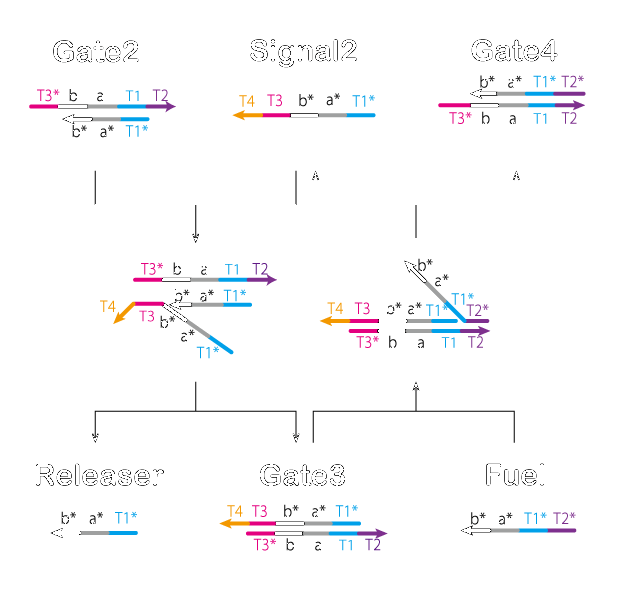 Gate2 Signal2 Gate4
T3* b a T1 T2
b* a* T1*
T4 T3 b* a* T1*
b* a* T1* T2*
T3* b a T1 T2
T3* b a T1 T2
T4 T3 b* a* T1*
b* a* T1*
b* a* T1* T2*
T4 T3 b* a* T1*
T3* b a T1 T2
Releaser Gate3 Fuel
b* a* T1*
T4 T3 b* a* T1*
T3* b a T1 T2
b* a* T1* T2*